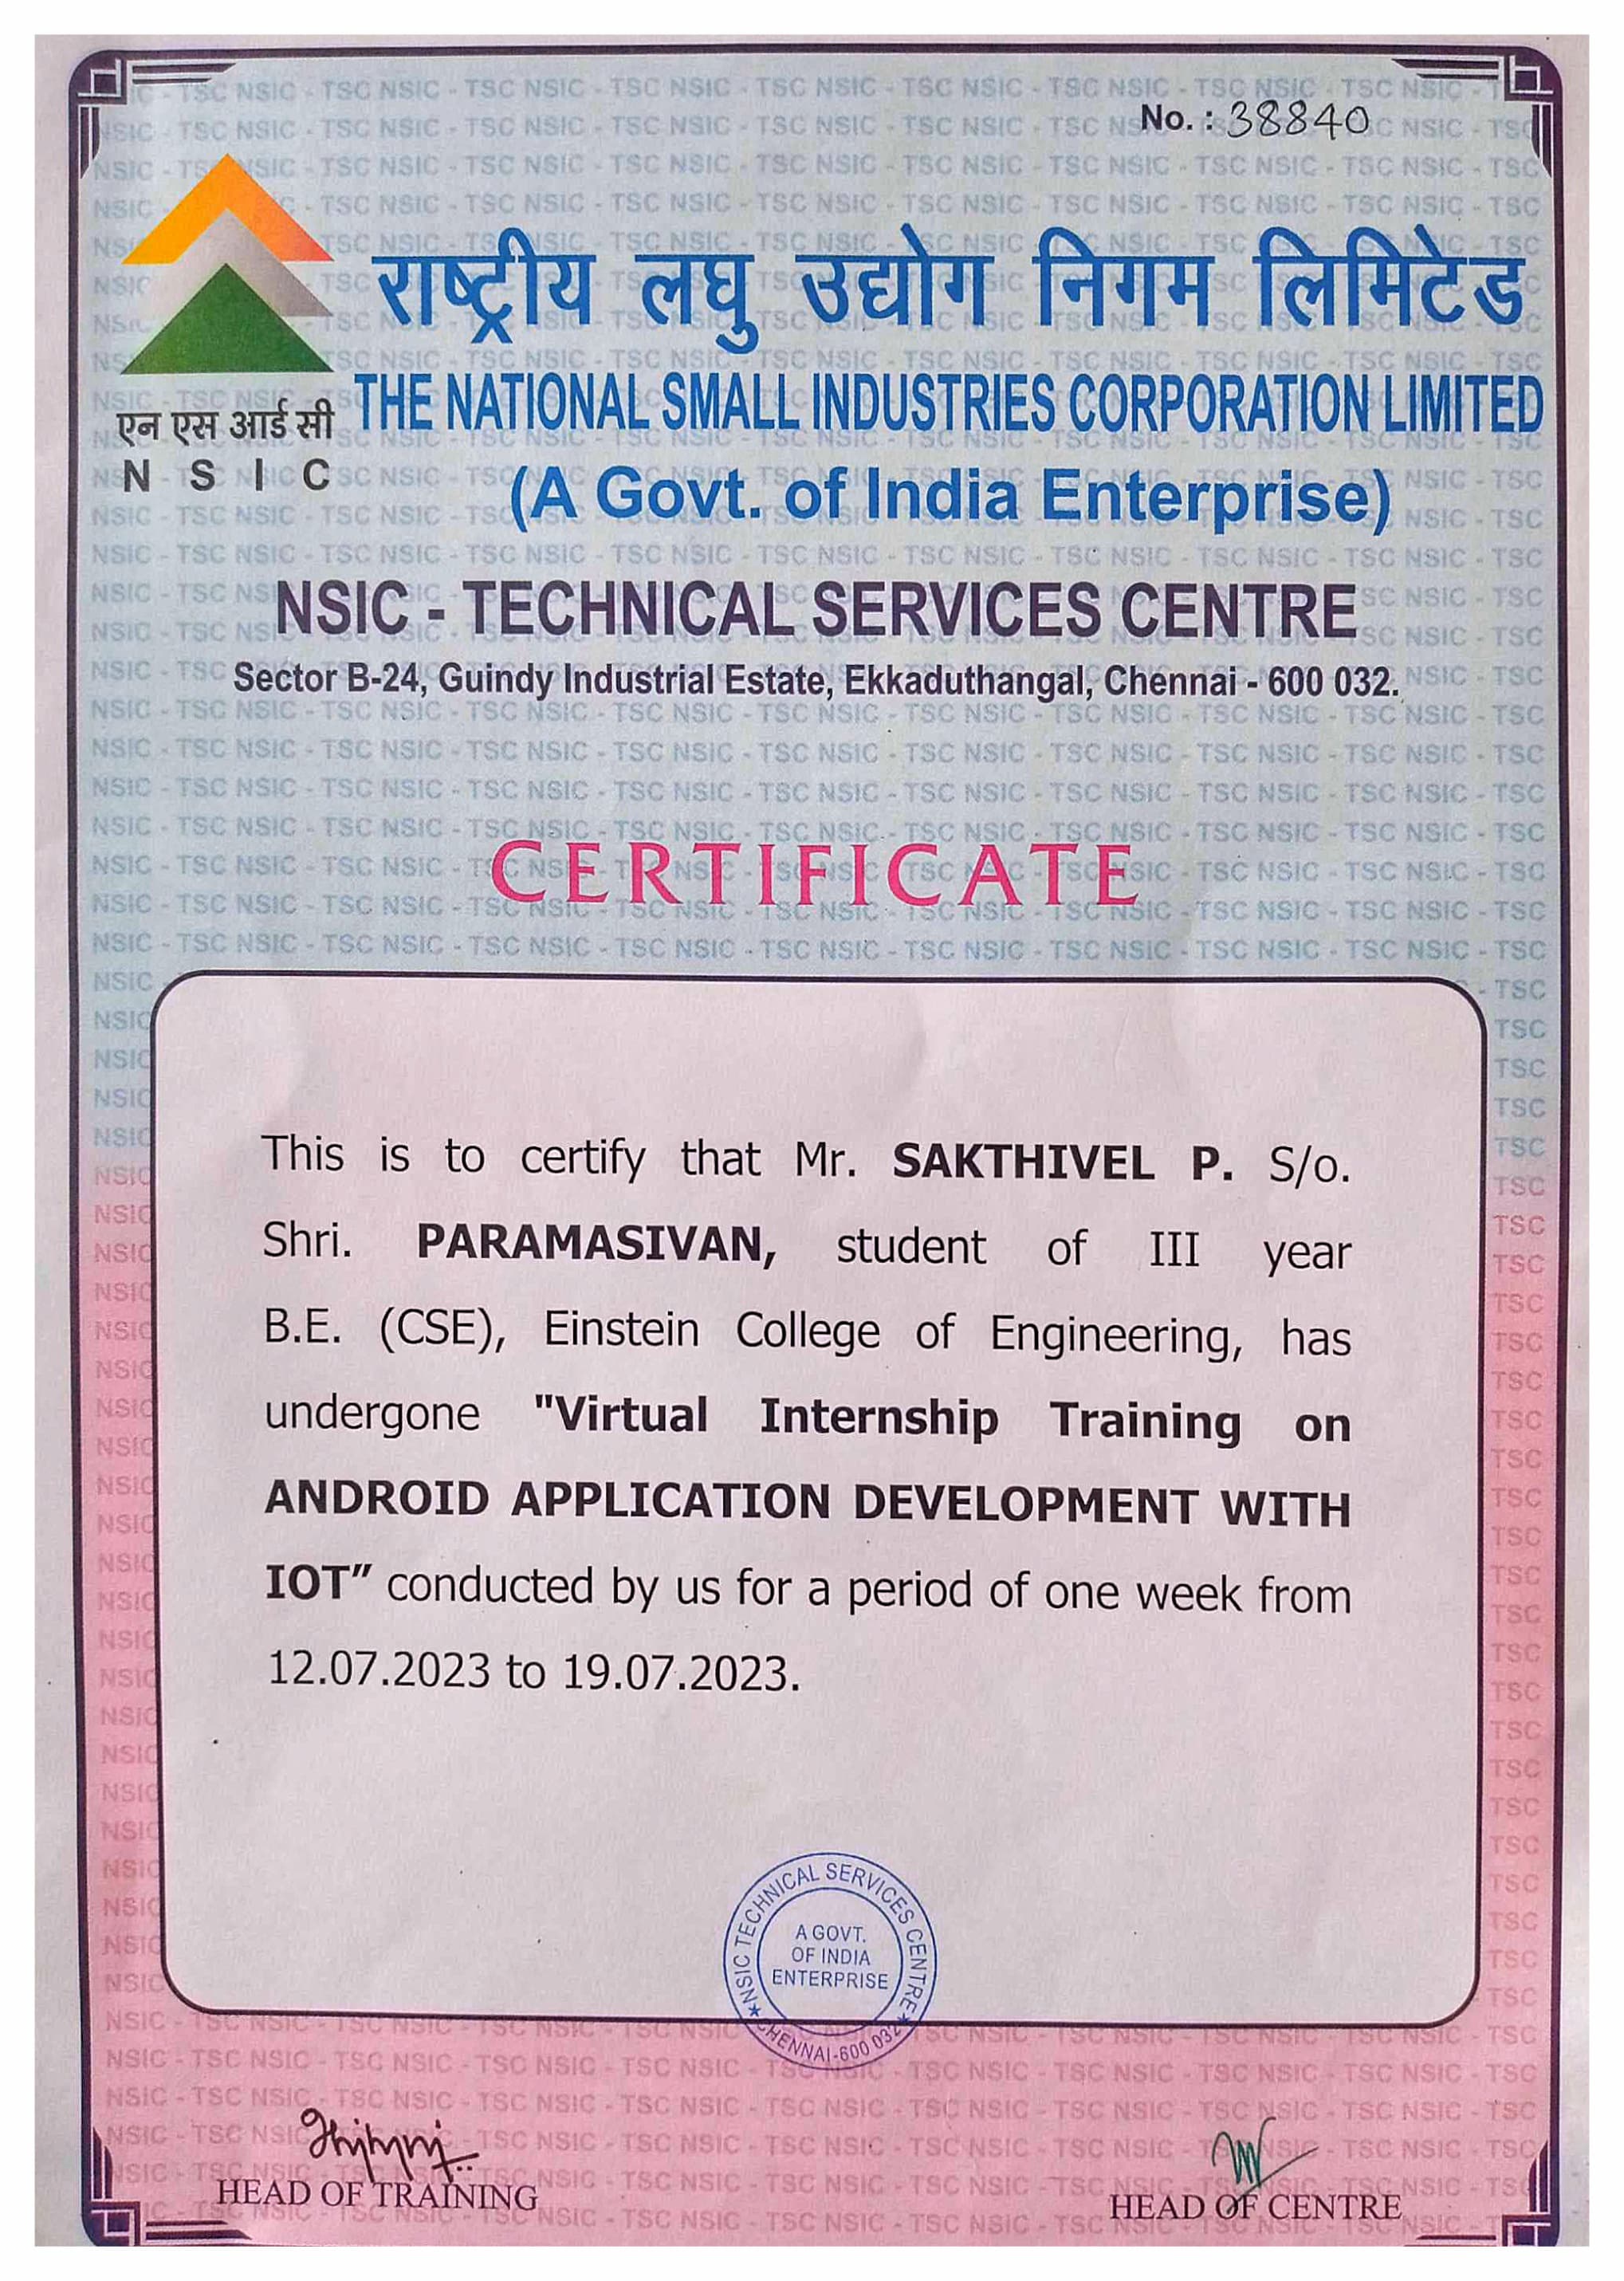 No. : 38840
राष्ट्रीय लघु उद्योग निगम लिमिटेड
THE NATIONAL SMALL INDUSTRIES CORPORATION LIMITED
एन एस आई सी
N S I C
(A Govt. of India Enterprise)
NSIC - TECHNICAL SERVICES CENTRE
Sector B-24, Guindy Industrial Estate, Ekkaduthangal, Chennai - 600 032.
CERTIFICATE
This is to certify that Mr. SAKTHIVEL P. S/o.
Shri. PARAMASIVAN, student of III year
B.E. (CSE), Einstein College of Engineering, has
undergone "Virtual Internship Training on
ANDROID APPLICATION DEVELOPMENT WITH
IOT” conducted by us for a period of one week from
12.07.2023 to 19.07.2023.
NSIC TECHNICAL SERVICES CENTRE
A GOVT.
OF INDIA
ENTERPRISE
★CHENNAI-600 032★
HEAD OF TRAINING
HEAD OF CENTRE